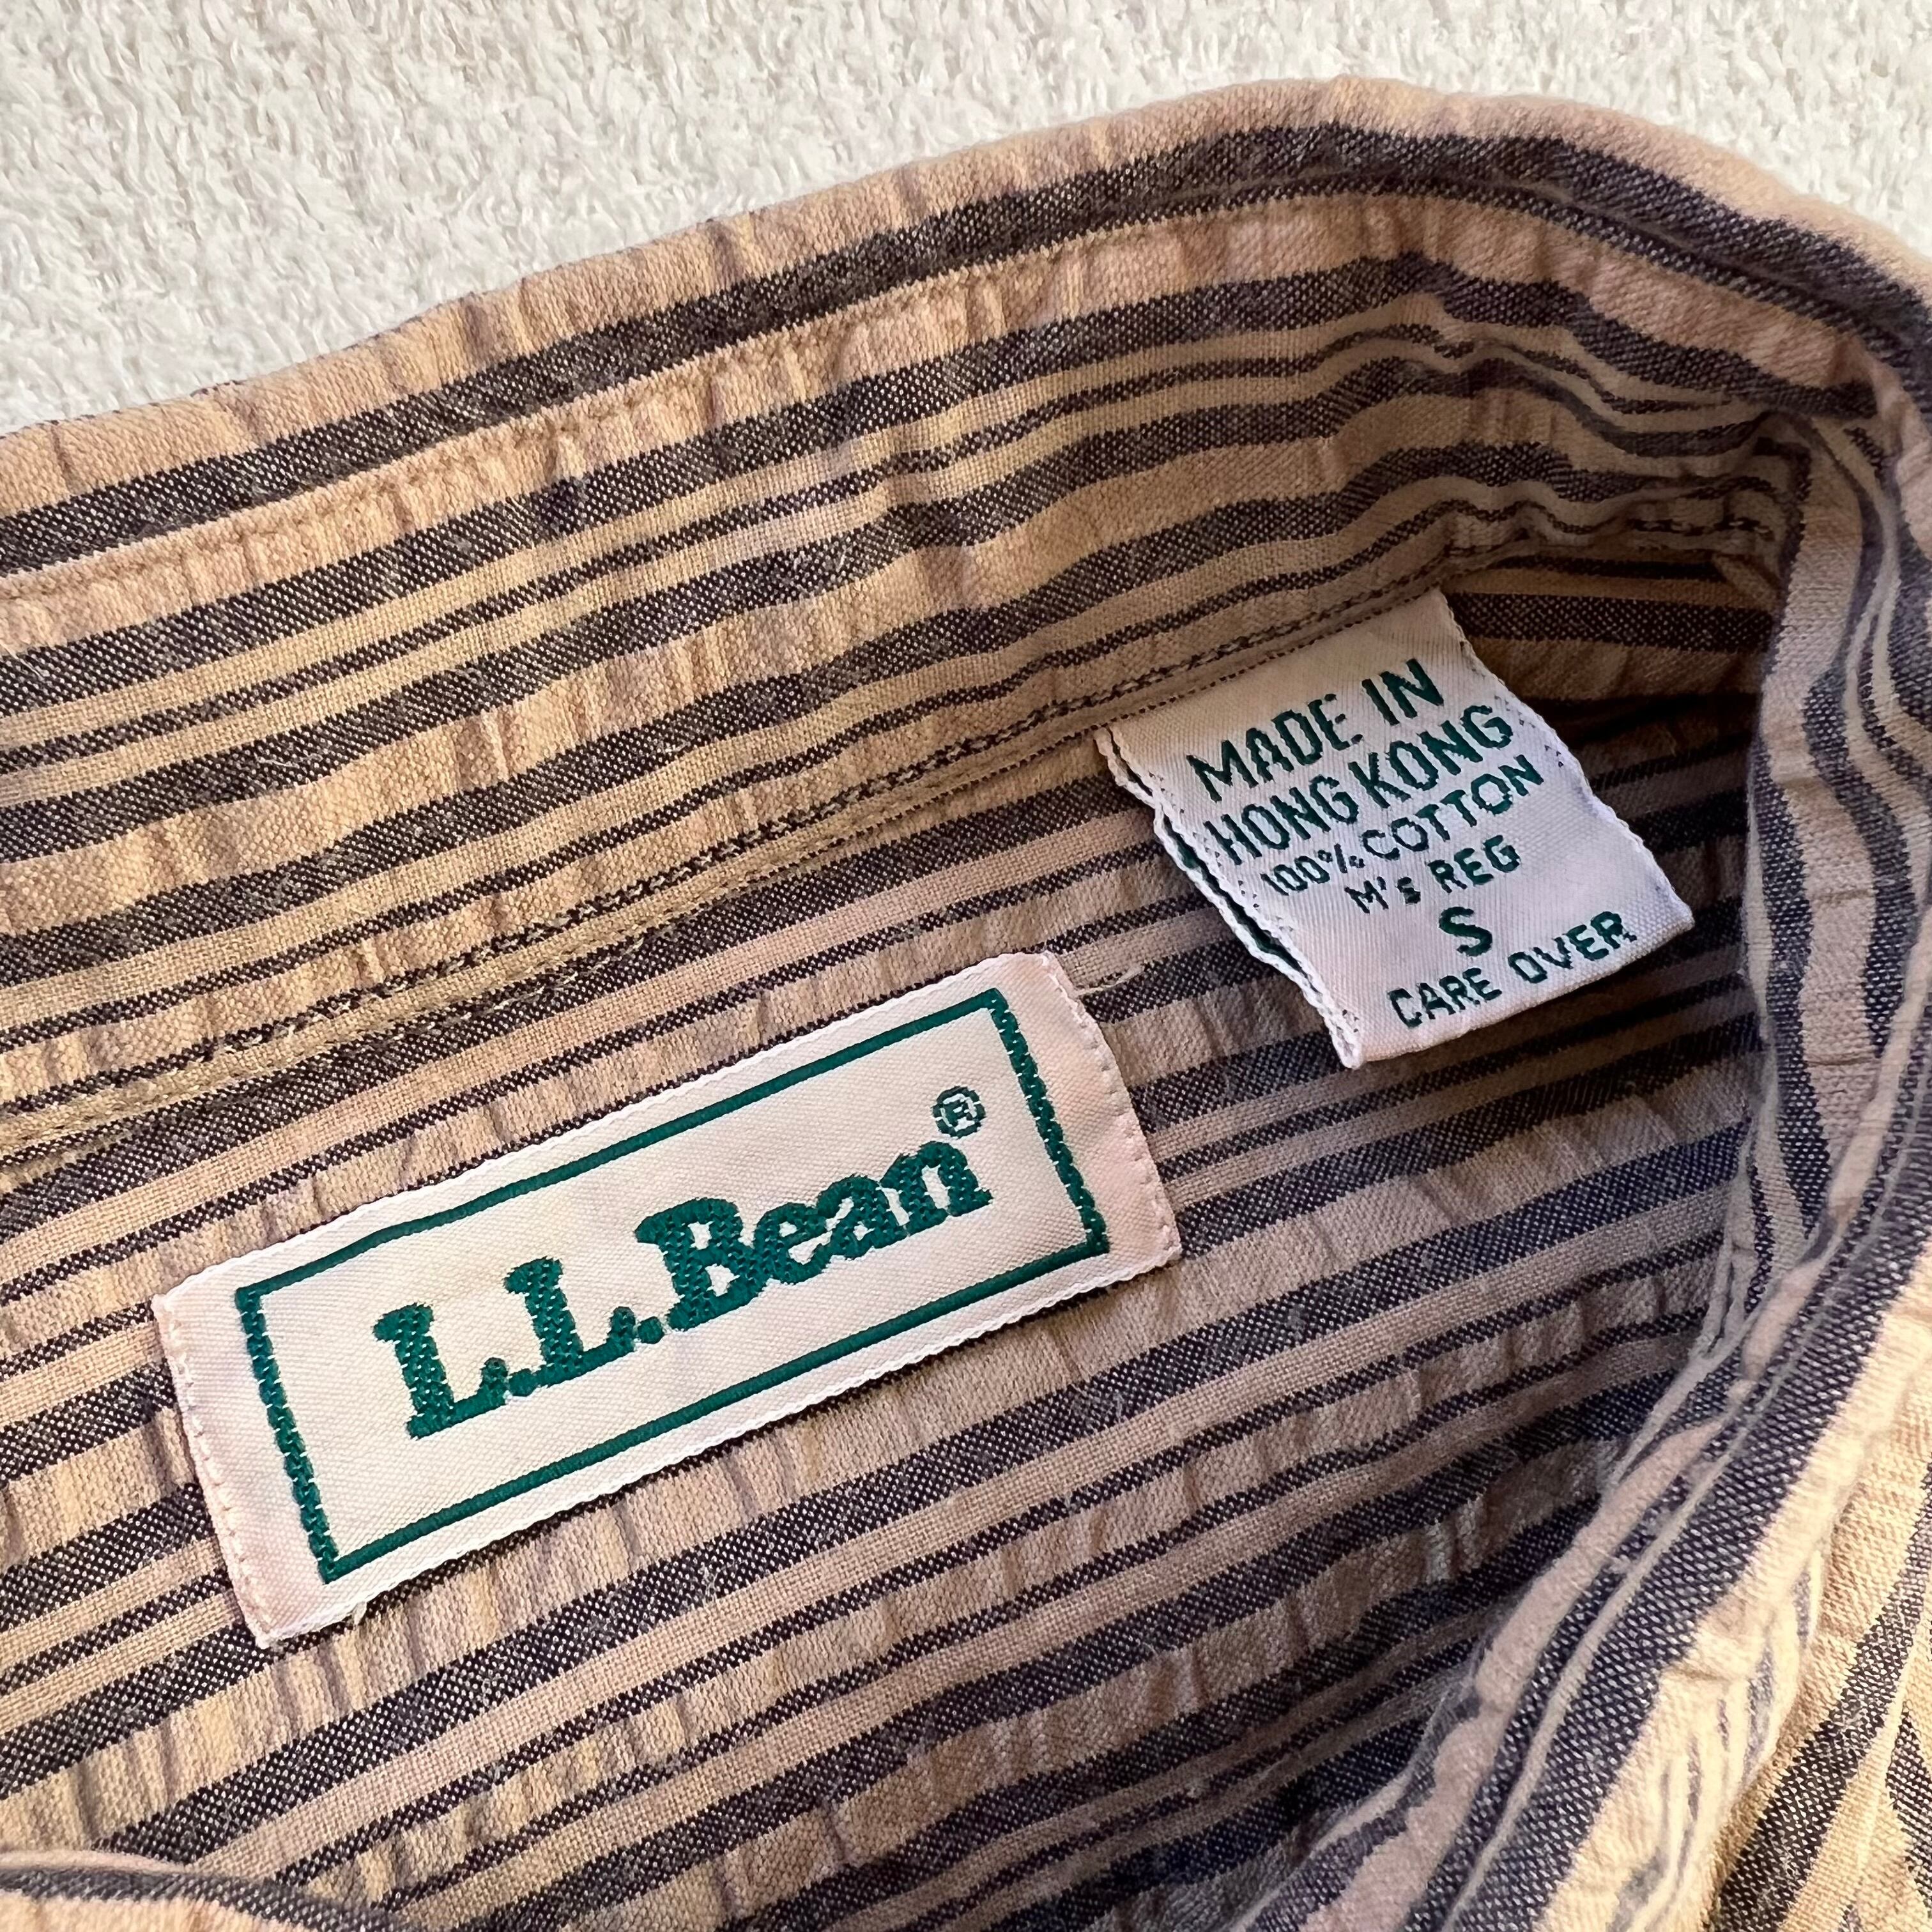 MADE IN
HONG KONG
100% COTTON
M's REG
S
CARE OVER
L.L.Bean®